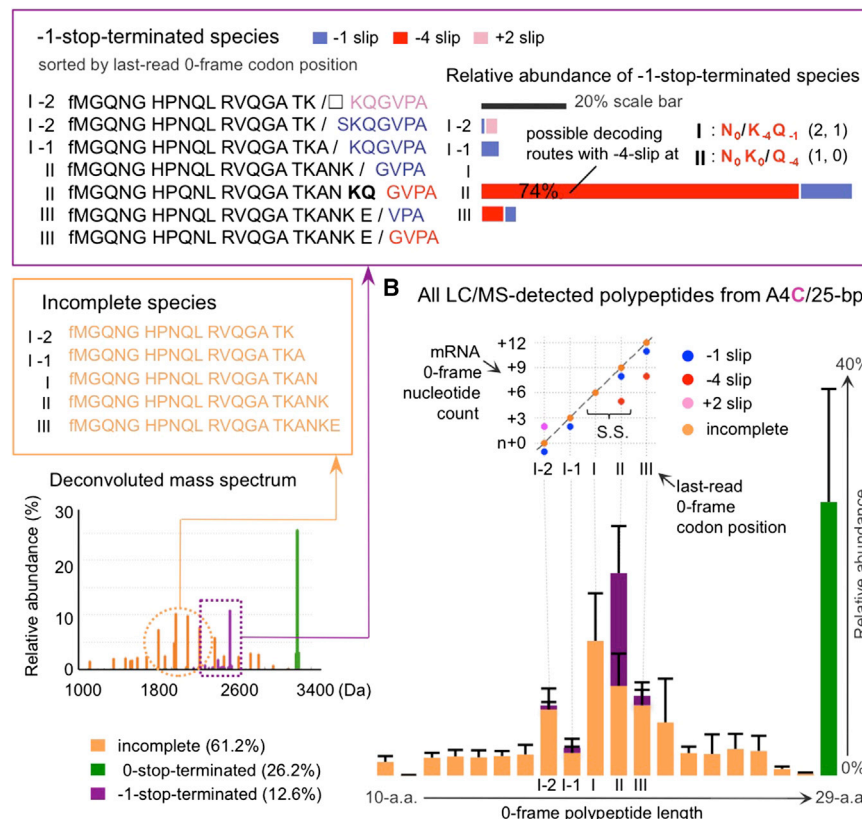 -1-stop-terminated species -1 slip -4 slip +2 slip
sorted by last-read 0-frame codon position
I -2 fMGQNG HPNQL RVQGA TK /□ KQGVPA
I -2 fMGQNG HPNQL RVQGA TK / SKQGVPA
I -1 fMGQNG HPNQL RVQGA TKA/ KQGVPA
II fMGQNG HPNQL RVQGA TKANK / GVPA
II fMGQNG HPQNL RVQGA TKAN KQ GVPA
III fMGQNG HPNQL RVQGA TKANK E / VPA
III fMGQNG HPQNL RVQGA TKANK E / GVPA
Relative abundance of -1-stop-terminated species
20% scale bar
I -2
I -1
I
II
III
possible decoding
routes with -4-slip at
I : N0/K-4Q-1 (2, 1)
II : N0 K0/Q-4 (1, 0)
74%
Incomplete species
I -2 fMGQNG HPNQL RVQGA TK
I -1 fMGQNG HPNQL RVQGA TKA
I fMGQNG HPNQL RVQGA TKAN
II fMGQNG HPNQL RVQGA TKANK
III fMGQNG HPNQL RVQGA TKANKE
Deconvoluted mass spectrum
Relative abundance (%)
30
20
10
0
1000 1800 2600 3400 (Da)
incomplete (61.2%)
0-stop-terminated (26.2%)
-1-stop-terminated (12.6%)
B All LC/MS-detected polypeptides from A4C/25-bp
mRNA
0-frame
nucleotide
count
+12
+9
+6
+3
n+0
S.S.
I-2 I-1 I II III
-1 slip
-4 slip
+2 slip
incomplete
last-read
0-frame
codon position
40%
Relative abundance
0%
I-2 I-1 I II III
10-a.a. 29-a.a.
0-frame polypeptide length